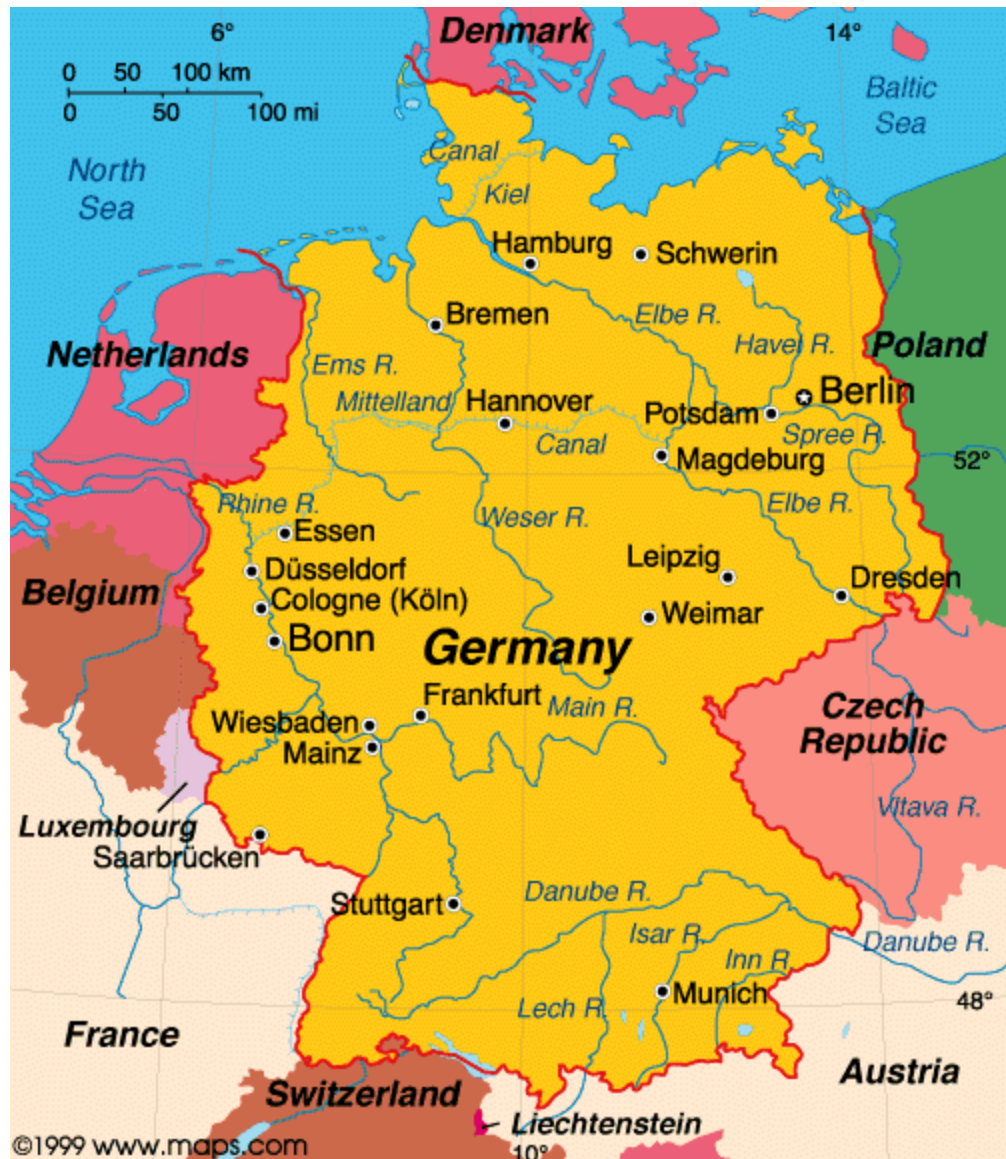 Denmark
6°
14°
0 50 100 km
0 50 100 mi
Baltic
Sea
North
Sea
Canal
Kiel
Hamburg
Schwerin
Bremen
Elbe R.
Havel R.
Poland
Netherlands
Ems R.
Mittelland
Hannover
Berlin
Potsdam
Canal
Spree R.
Magdeburg
52°
Rhine R.
Elbe R.
Weser R.
Essen
Leipzig
Düsseldorf
Dresden
Belgium
Cologne (Köln)
Weimar
Bonn
Germany
Frankfurt
Main R.
Czech
Republic
Wiesbaden
Mainz
Vltava R.
Luxembourg
Saarbrücken
Danube R.
Stuttgart
Isar R.
Danube R.
Inn R.
Munich
Lech R.
48°
France
Austria
Switzerland
Liechtenstein
©1999 www.maps.com
10°